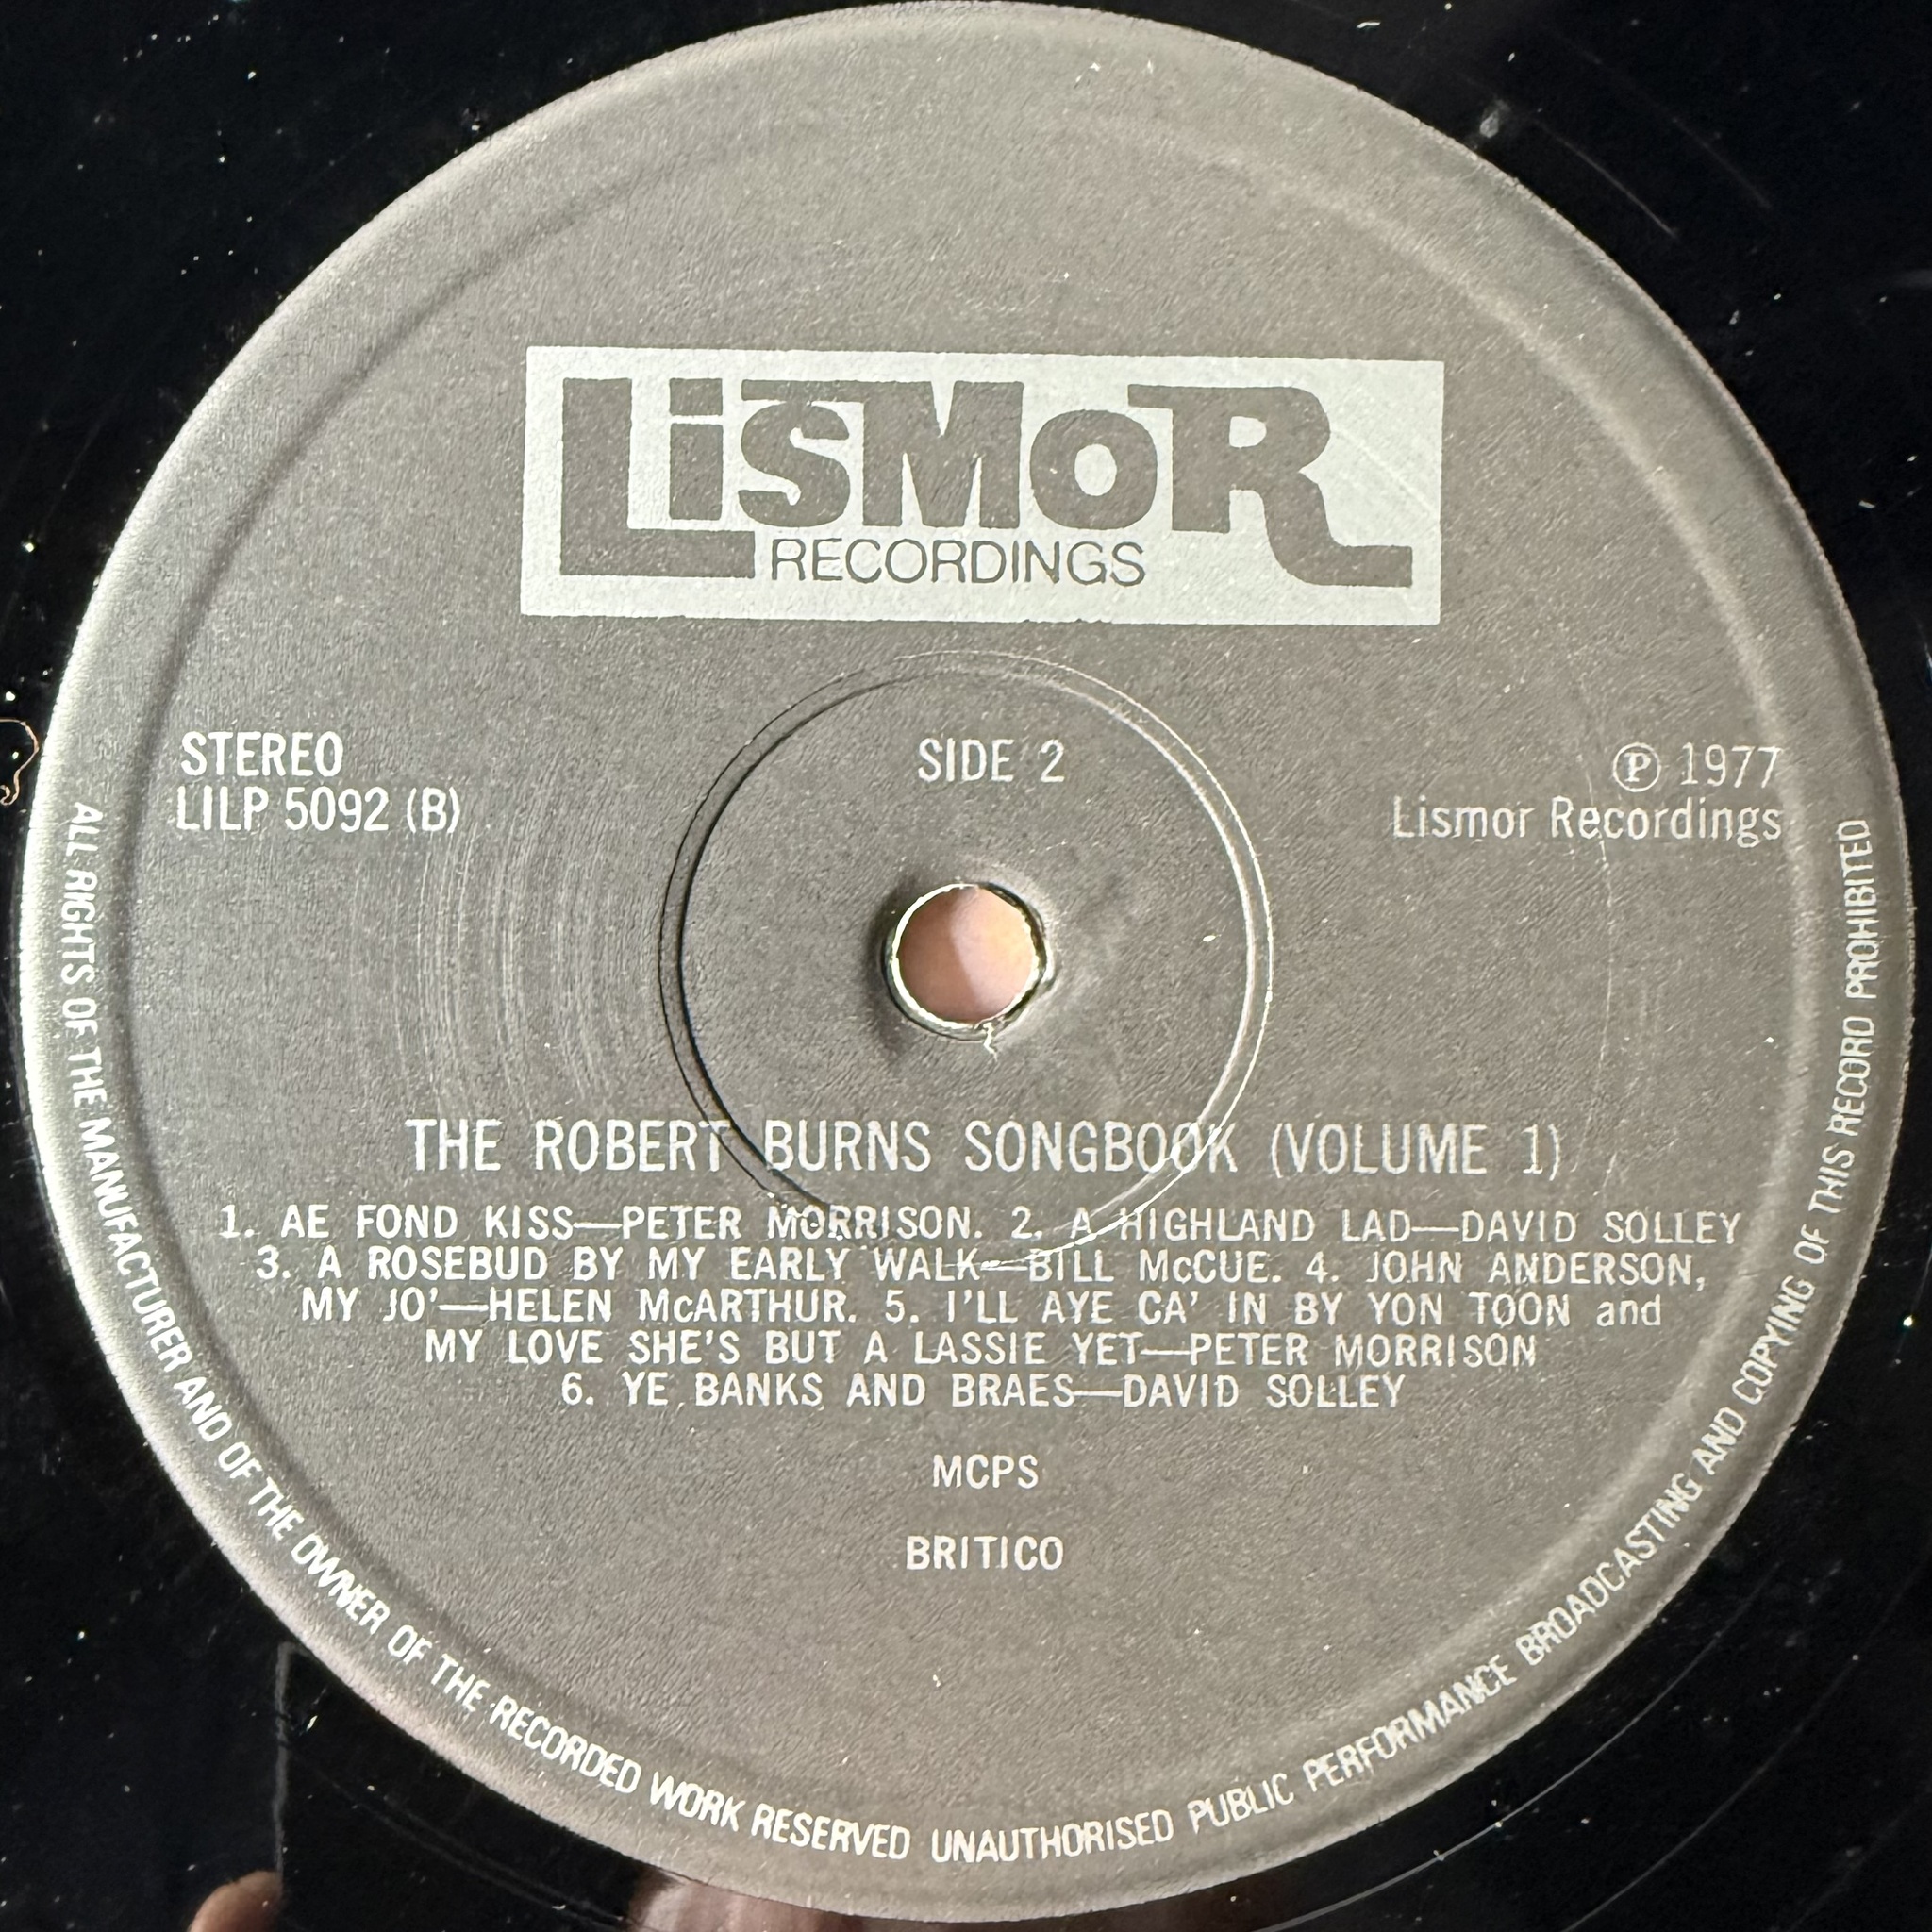 LiSMoR
RECORDINGS
STEREO
LILP 5092 (B)
SIDE 2
℗ 1977
Lismor Recordings
THE ROBERT BURNS SONGBOOK (VOLUME 1)
1. AE FOND KISS—PETER MORRISON. 2. A HIGHLAND LAD—DAVID SOLLEY
3. A ROSEBUD BY MY EARLY WALK—BILL McCUE. 4. JOHN ANDERSON,
MY JO'—HELEN McARTHUR. 5. I'LL AYE CA' IN BY YON TOON and
MY LOVE SHE'S BUT A LASSIE YET—PETER MORRISON
6. YE BANKS AND BRAES—DAVID SOLLEY
MCPS
BRITICO
ALL RIGHTS OF THE MANUFACTURER AND OF THE OWNER OF THE RECORDED WORK RESERVED UNAUTHORISED PUBLIC PERFORMANCE BROADCASTING AND COPYING OF THIS RECORD PROHIBITED